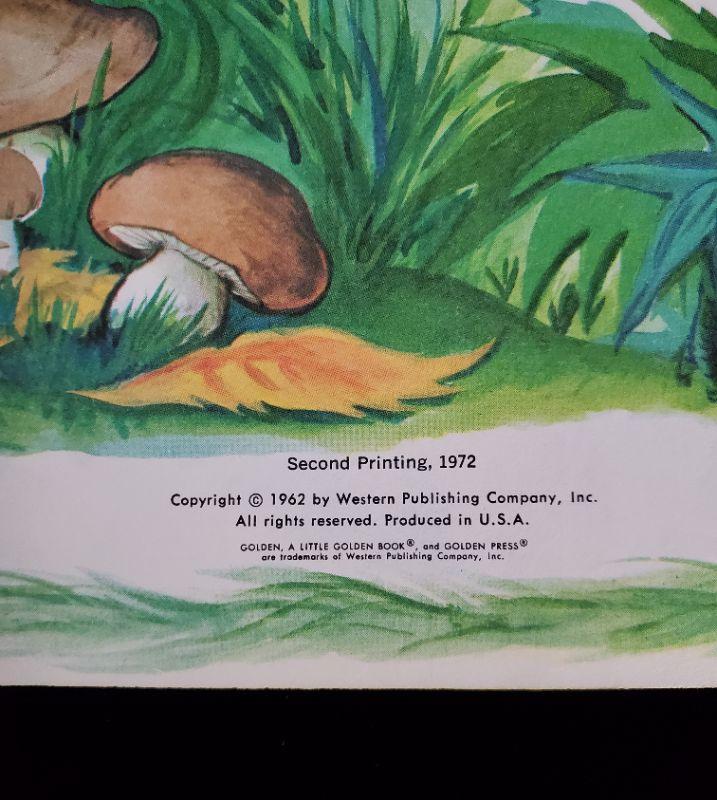 Second Printing, 1972
Copyright © 1962 by Western Publishing Company, Inc.
All rights reserved. Produced in U.S.A.
GOLDEN, A LITTLE GOLDEN BOOK®, and GOLDEN PRESS®
are trademarks of Western Publishing Company, Inc.